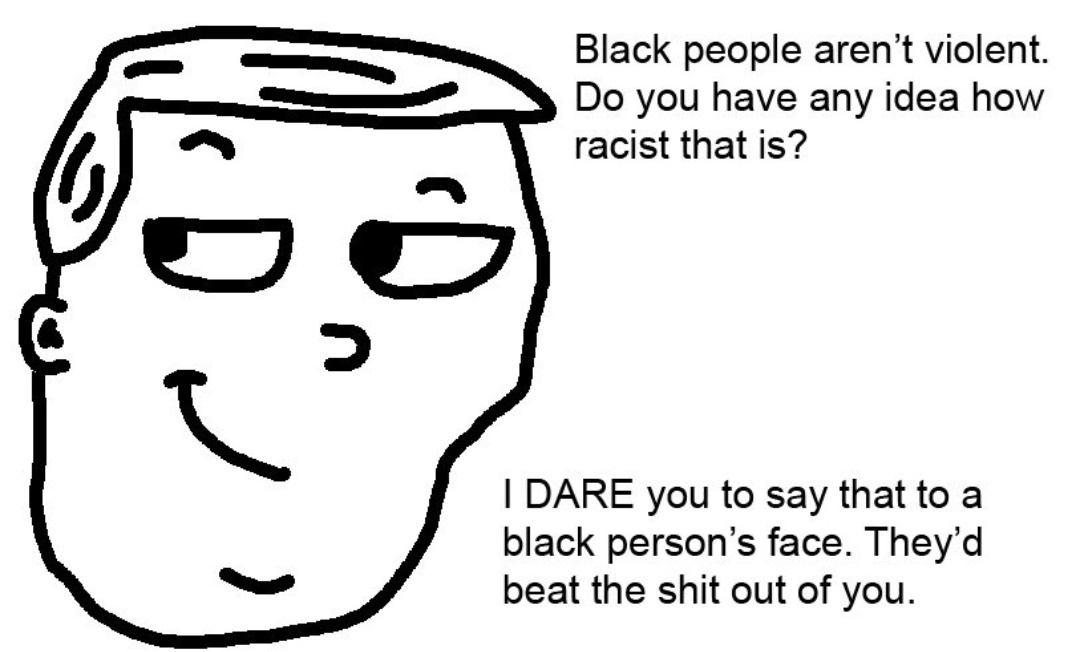 Black people aren't violent.
Do you have any idea how
racist that is?
I DARE you to say that to a
black person's face. They'd
beat the shit out of you.